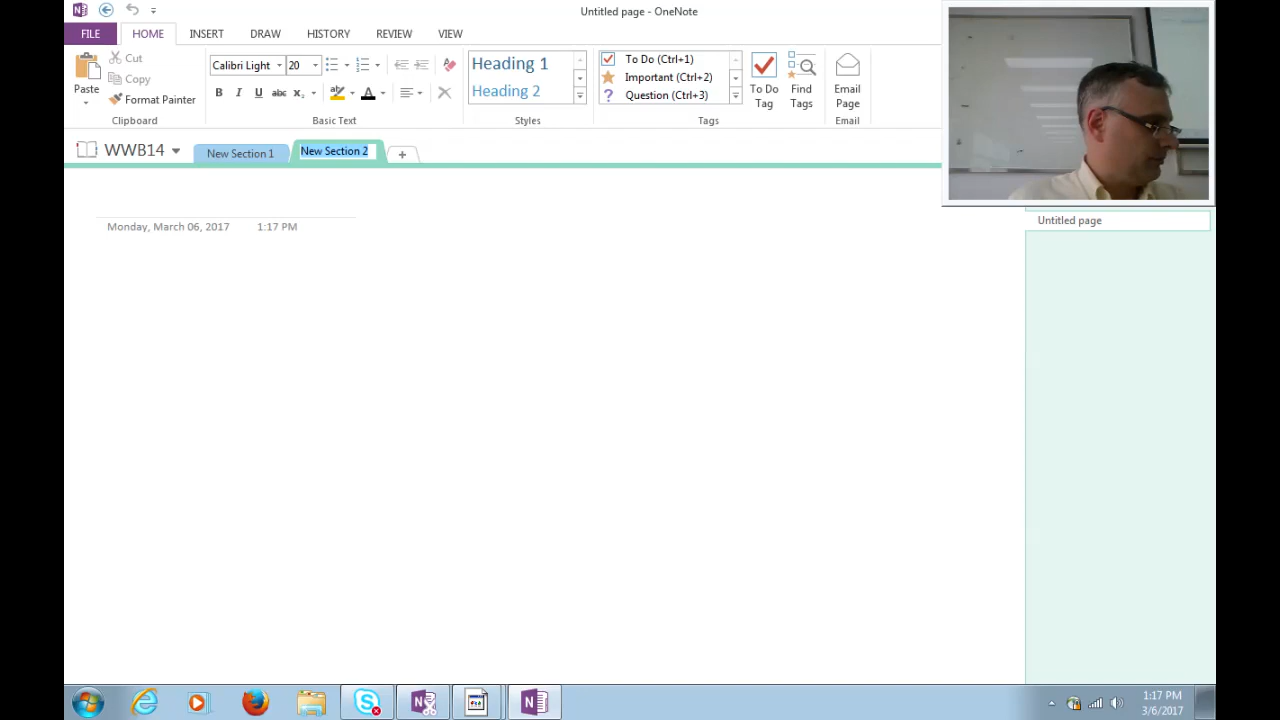 Untitled page - OneNote
FILE HOME INSERT DRAW HISTORY REVIEW VIEW
Paste
Cut
Copy
Format Painter
Clipboard
Calibri Light 20
B I U abc x₂ A
Basic Text
Heading 1
Heading 2
Styles
To Do (Ctrl+1)
Important (Ctrl+2)
? Question (Ctrl+3)
Tags
To Do
Tag
Find
Tags
Email
Page
Email
WWB14 New Section 1 New Section 2 +
Monday, March 06, 2017 1:17 PM
Untitled page
1:17 PM
3/6/2017